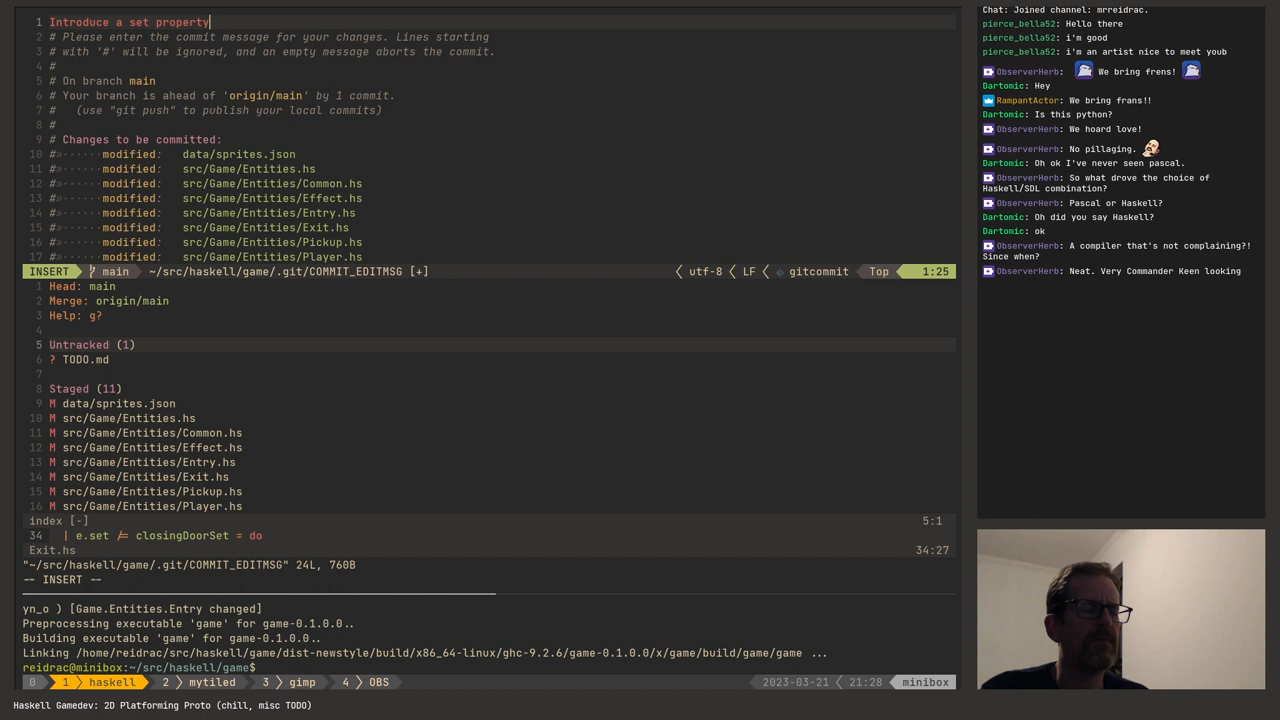 1 Introduce a set property
2 # Please enter the commit message for your changes. Lines starting
3 # with '#' will be ignored, and an empty message aborts the commit.
4 #
5 # On branch main
6 # Your branch is ahead of 'origin/main' by 1 commit.
7 #   (use "git push" to publish your local commits)
8 #
9 # Changes to be committed:
10 #»······modified:   data/sprites.json
11 #»······modified:   src/Game/Entities.hs
12 #»······modified:   src/Game/Entities/Common.hs
13 #»······modified:   src/Game/Entities/Effect.hs
14 #»······modified:   src/Game/Entities/Entry.hs
15 #»······modified:   src/Game/Entities/Exit.hs
16 #»······modified:   src/Game/Entities/Pickup.hs
17 #»······modified:   src/Game/Entities/Player.hs
INSERT main ~/src/haskell/game/.git/COMMIT_EDITMSG [+] utf-8 LF gitcommit Top 1:25
1 Head: main
2 Merge: origin/main
3 Help: g?
4
5 Untracked (1)
6 ? TODO.md
7
8 Staged (11)
9 M data/sprites.json
10 M src/Game/Entities.hs
11 M src/Game/Entities/Common.hs
12 M src/Game/Entities/Effect.hs
13 M src/Game/Entities/Entry.hs
14 M src/Game/Entities/Exit.hs
15 M src/Game/Entities/Pickup.hs
16 M src/Game/Entities/Player.hs
index [-] 5:1
34 | e.set /= closingDoorSet = do
Exit.hs 34:27
"~/src/haskell/game/.git/COMMIT_EDITMSG" 24L, 760B
-- INSERT --
yn_o ) [Game.Entities.Entry changed]
Preprocessing executable 'game' for game-0.1.0.0..
Building executable 'game' for game-0.1.0.0..
Linking /home/reidrac/src/haskell/game/dist-newstyle/build/x86_64-linux/ghc-9.2.6/game-0.1.0.0/x/game/build/game/game ...
reidrac@minibox:~/src/haskell/game$
0 1 haskell 2 mytiled 3 gimp 4 OBS 2023-03-21 21:28 minibox
Haskell Gamedev: 2D Platforming Proto (chill, misc TODO)
Chat: Joined channel: mrreidrac.
pierce_bella52: Hello there
pierce_bella52: i'm good
pierce_bella52: i'm an artist nice to meet youb
ObserverHerb: We bring frens!
Dartomic: Hey
RampantActor: We bring frans!!
Dartomic: Is this python?
ObserverHerb: We hoard love!
ObserverHerb: No pillaging.
Dartomic: Oh ok I've never seen pascal.
ObserverHerb: So what drove the choice of
Haskell/SDL combination?
ObserverHerb: Pascal or Haskell?
Dartomic: Oh did you say Haskell?
Dartomic: ok
ObserverHerb: A compiler that's not complaining?!
Since when?
ObserverHerb: Neat. Very Commander Keen looking